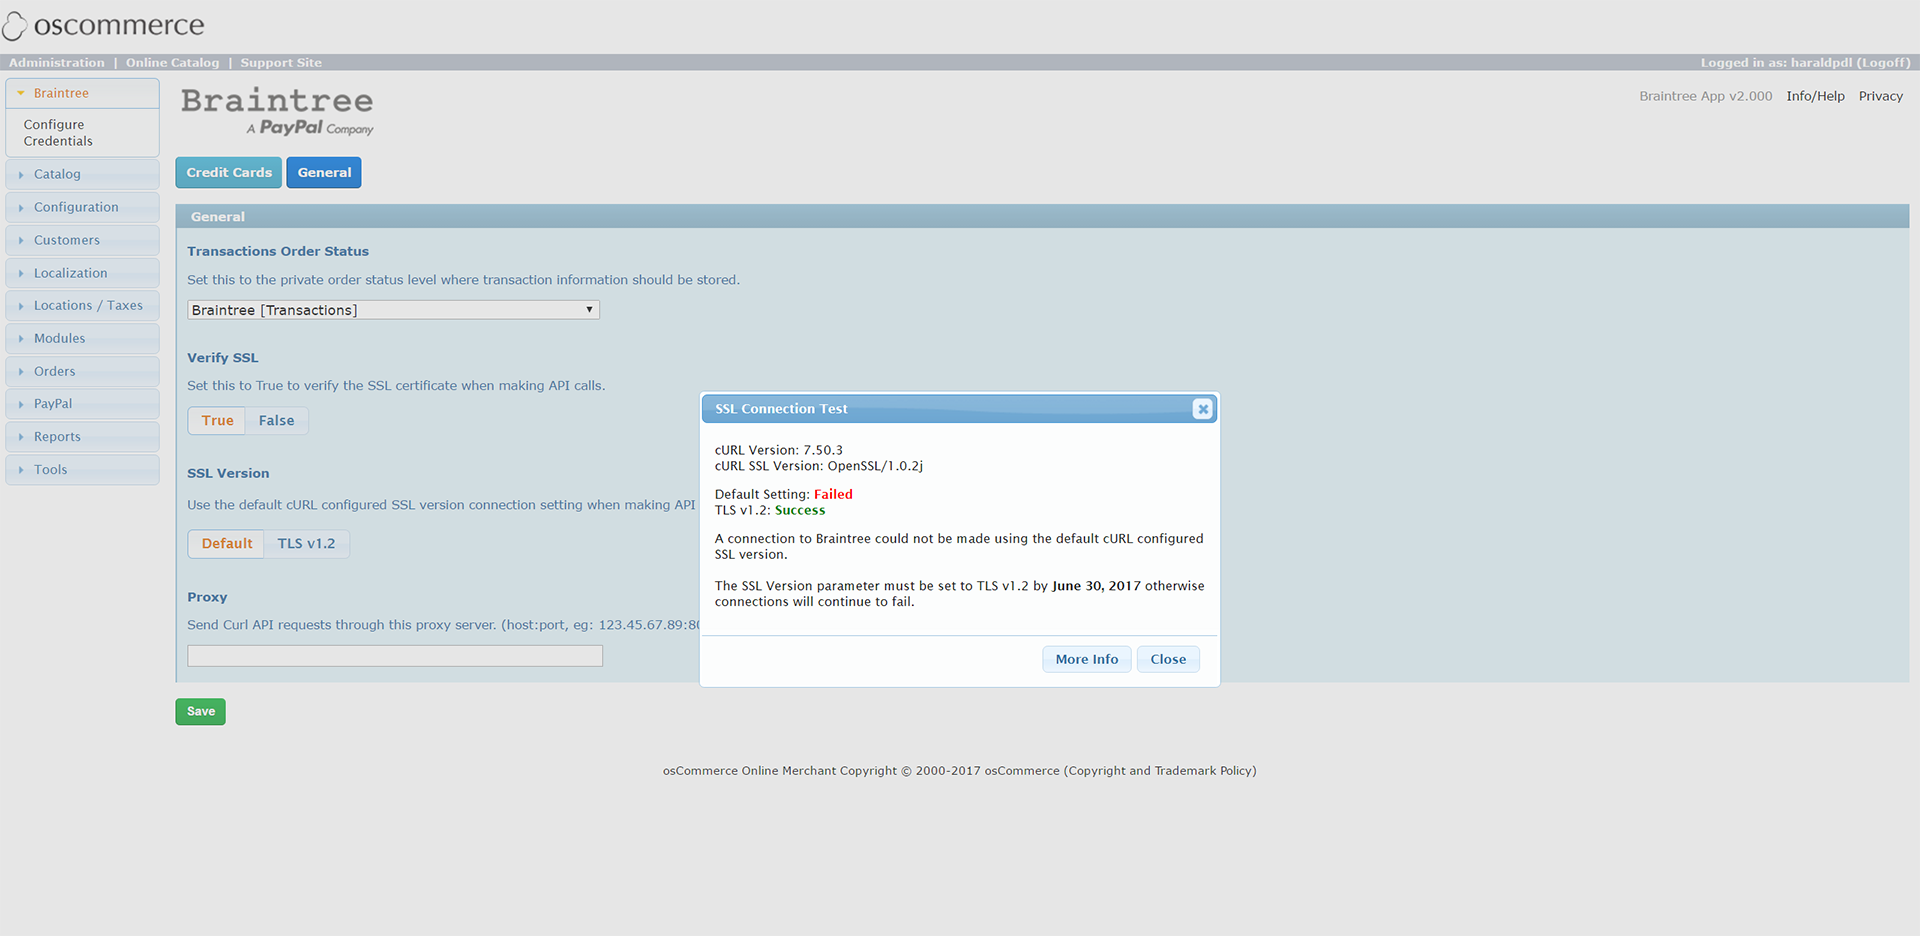 oscommerce
Administration | Online Catalog | Support Site
Logged in as: haraldpdl (Logoff)
Braintree
Configure
Credentials
Catalog
Configuration
Customers
Localization
Locations / Taxes
Modules
Orders
PayPal
Reports
Tools
Braintree
A PayPal Company
Braintree App v2.000 Info/Help Privacy
Credit Cards General
General
Transactions Order Status
Set this to the private order status level where transaction information should be stored.
Braintree [Transactions]
Verify SSL
Set this to True to verify the SSL certificate when making API calls.
True False
SSL Version
Use the default cURL configured SSL version connection setting when making API
Default TLS v1.2
Proxy
Send Curl API requests through this proxy server. (host:port, eg: 123.45.67.89:80
Save
SSL Connection Test
cURL Version: 7.50.3
cURL SSL Version: OpenSSL/1.0.2j
Default Setting: Failed
TLS v1.2: Success
A connection to Braintree could not be made using the default cURL configured
SSL version.
The SSL Version parameter must be set to TLS v1.2 by June 30, 2017 otherwise
connections will continue to fail.
More Info Close
osCommerce Online Merchant Copyright © 2000-2017 osCommerce (Copyright and Trademark Policy)